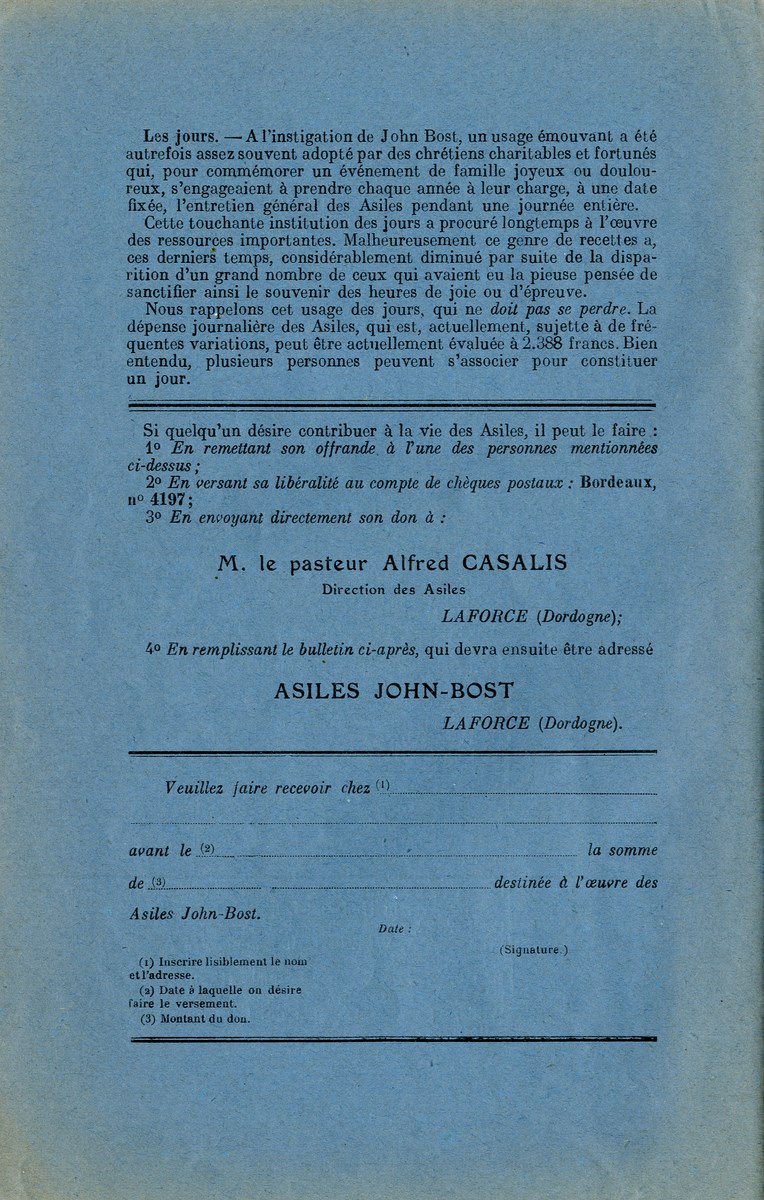 Les jours. — A l'instigation de John Bost, un usage émouvant a été
autrefois assez souvent adopté par des chrétiens charitables et fortunés
qui, pour commémorer un événement de famille joyeux ou doulou-
reux, s'engageaient à prendre chaque année à leur charge, à une date
fixée, l'entretien général des Asiles pendant une journée entière.
Cette touchante institution des jours a procuré longtemps à l'œuvre
des ressources importantes. Malheureusement ce genre de recettes a,
ces derniers temps, considérablement diminué par suite de la dispa-
rition d'un grand nombre de ceux qui avaient eu la pieuse pensée de
sanctifier ainsi le souvenir des heures de joie ou d'épreuve.
Nous rappelons cet usage des jours, qui ne doit pas se perdre. La
dépense journalière des Asiles, qui est, actuellement, sujette à de fré-
quentes variations, peut être actuellement évaluée à 2.388 francs. Bien
entendu, plusieurs personnes peuvent s'associer pour constituer
un jour.
Si quelqu'un désire contribuer à la vie des Asiles, il peut le faire :
1º En remettant son offrande à l'une des personnes mentionnées
ci-dessus ;
2º En versant sa libéralité au compte de chèques postaux : Bordeaux,
nº 4197 ;
3º En envoyant directement son don à :
M. le pasteur Alfred CASALIS
Direction des Asiles
LAFORCE (Dordogne);
4º En remplissant le bulletin ci-après, qui devra ensuite être adressé
ASILES JOHN-BOST
LAFORCE (Dordogne).
Veuillez faire recevoir chez (1)
avant le (2) la somme
de (3) destinée à l'œuvre des
Asiles John-Bost.
Date :
(Signature.)
(1) Inscrire lisiblement le nom
et l'adresse.
(2) Date à laquelle on désire
faire le versement.
(3) Montant du don.